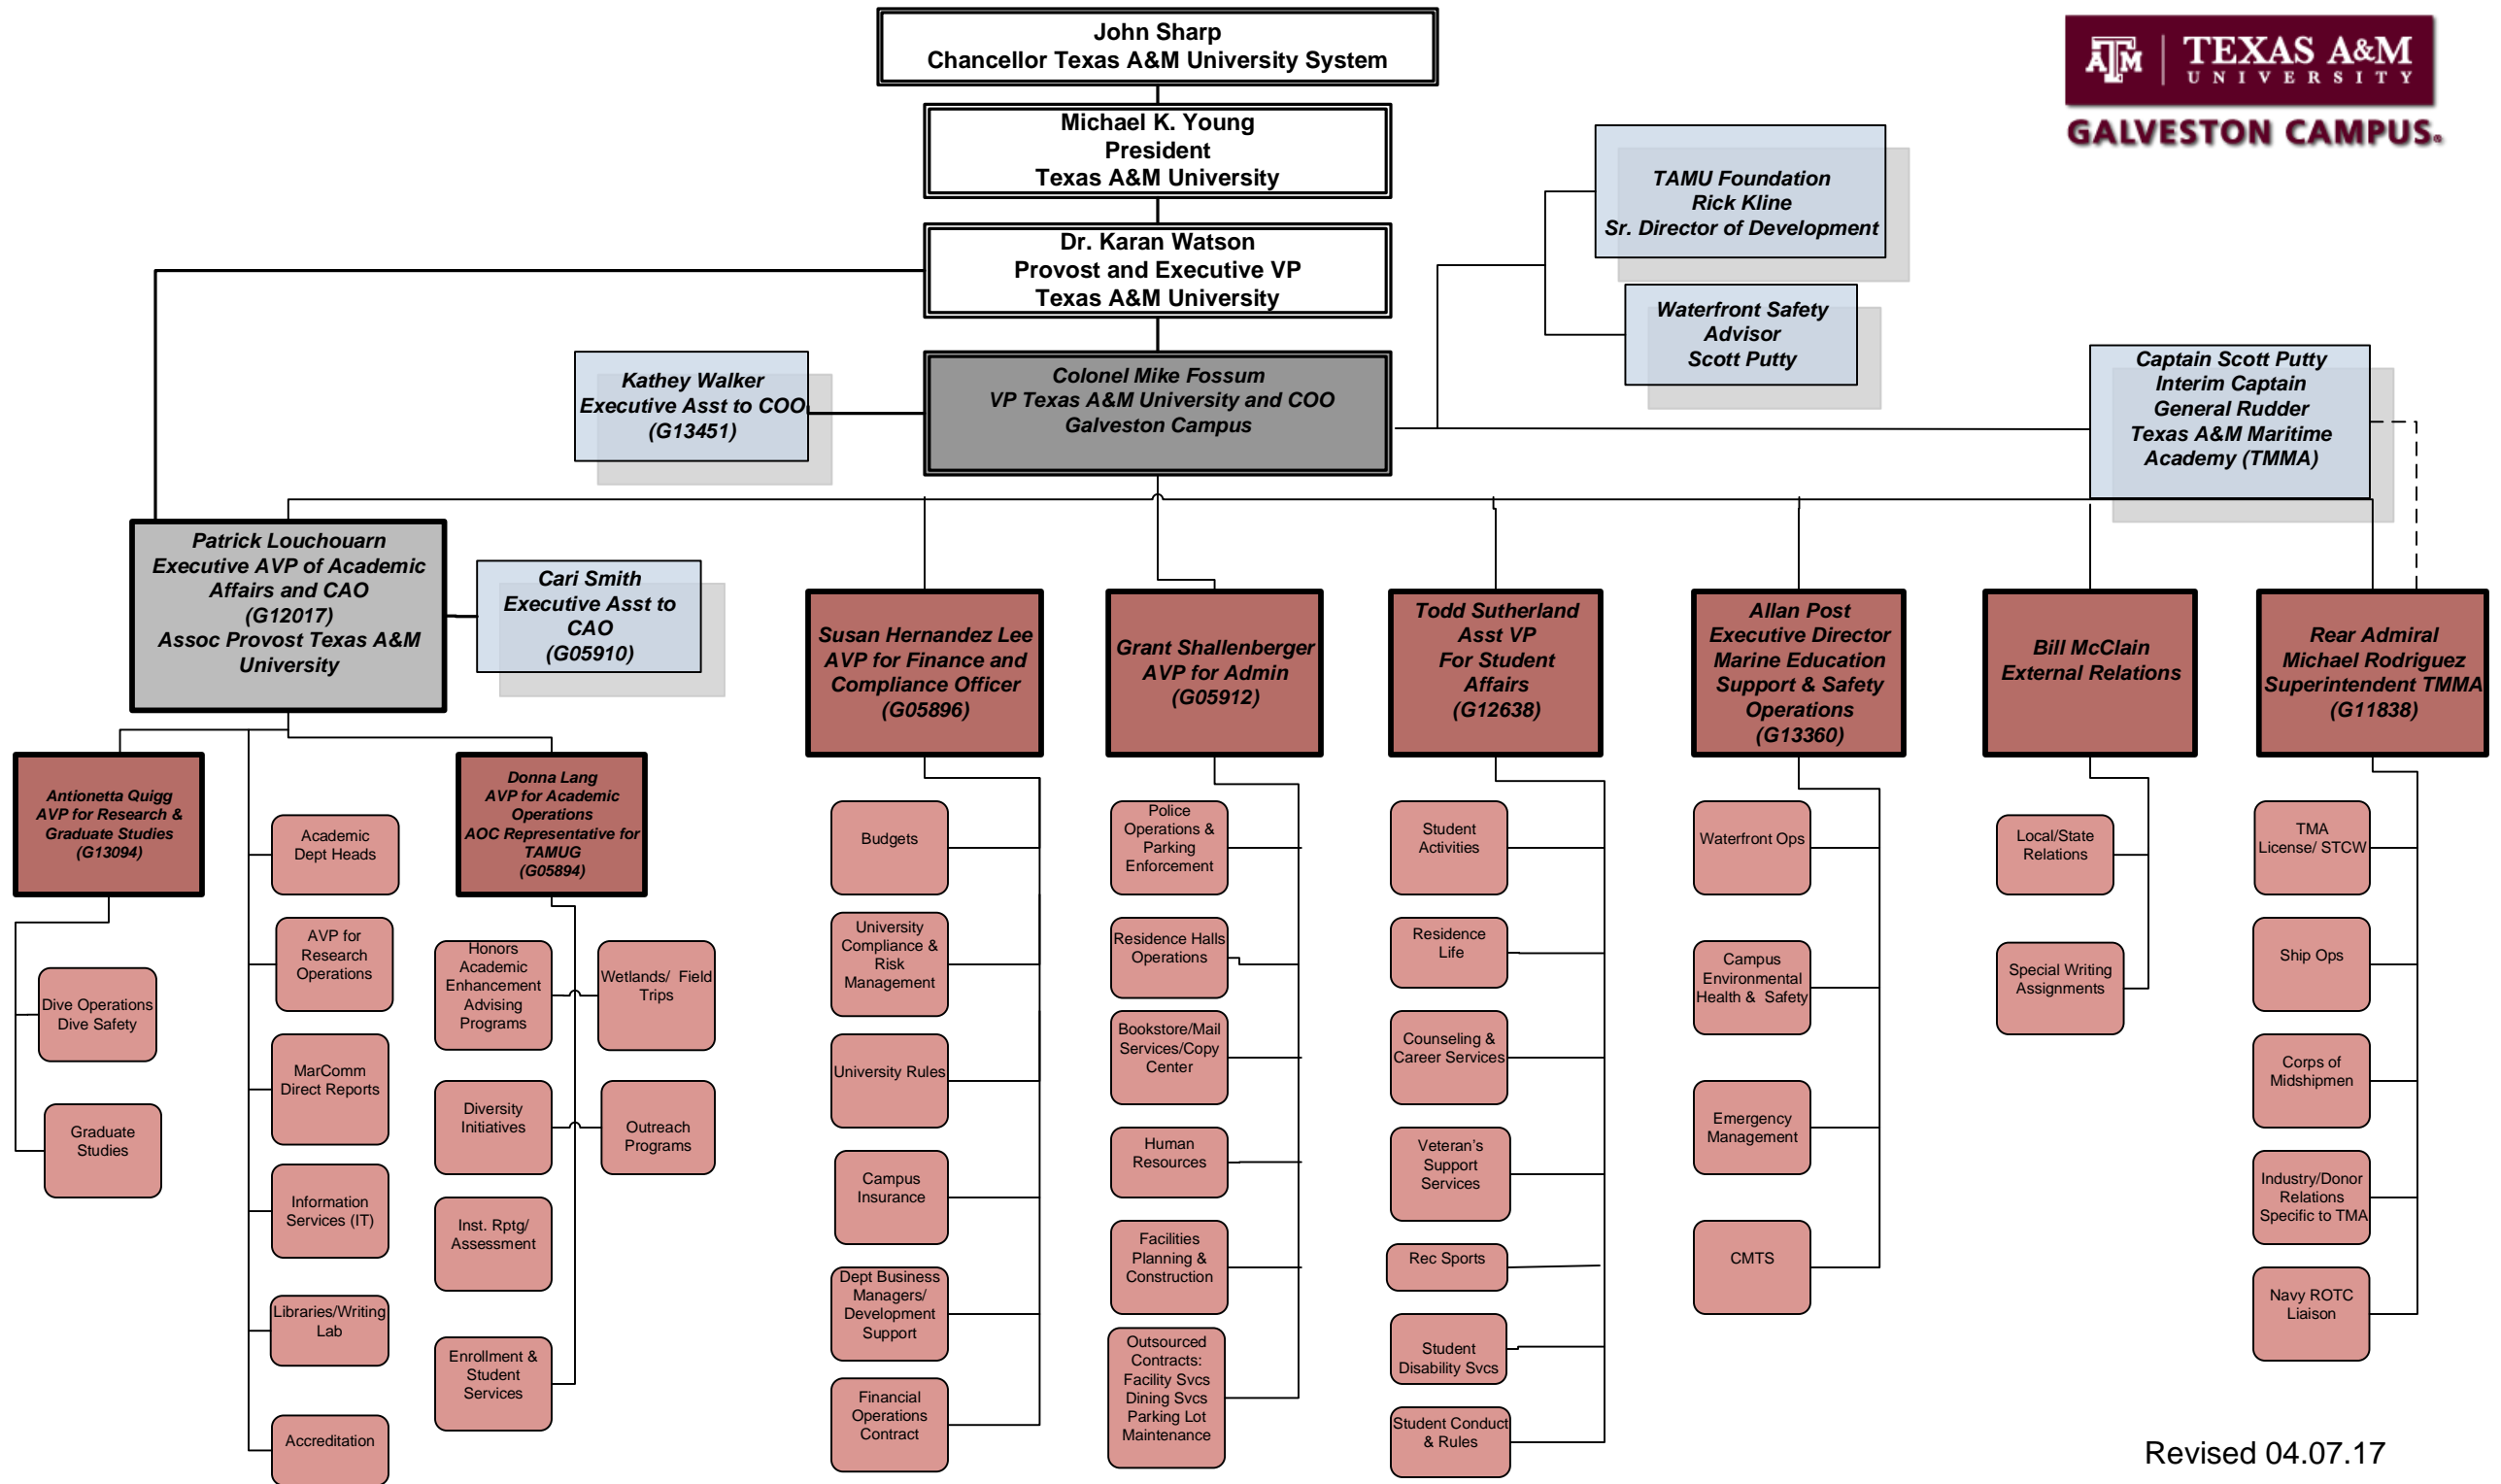 John Sharp
Chancellor Texas A&M University System
TEXAS A&M
UNIVERSITY
GALVESTON CAMPUS®
Michael K. Young
President
Texas A&M University
Dr. Karan Watson
Provost and Executive VP
Texas A&M University
TAMU Foundation
Rick Kline
Sr. Director of Development
Waterfront Safety
Advisor
Scott Putty
Kathey Walker
Executive Asst to COO
(G13451)
Colonel Mike Fossum
VP Texas A&M University and COO
Galveston Campus
Captain Scott Putty
Interim Captain
General Rudder
Texas A&M Maritime
Academy (TMMA)
Patrick Louchouarn
Executive AVP of Academic
Affairs and CAO
(G12017)
Assoc Provost Texas A&M
University
Cari Smith
Executive Asst to
CAO
(G05910)
Susan Hernandez Lee
AVP for Finance and
Compliance Officer
(G05896)
Grant Shallenberger
AVP for Admin
(G05912)
Todd Sutherland
Asst VP
For Student
Affairs
(G12638)
Allan Post
Executive Director
Marine Education
Support & Safety
Operations
(G13360)
Bill McClain
External Relations
Rear Admiral
Michael Rodriguez
Superintendent TMMA
(G11838)
Antionetta Quigg
AVP for Research &
Graduate Studies
(G13094)
Donna Lang
AVP for Academic
Operations
AOC Representative for
TAMUG
(G05894)
Dive Operations
Dive Safety
Graduate
Studies
Academic
Dept Heads
AVP for
Research
Operations
MarComm
Direct Reports
Information
Services (IT)
Libraries/Writing
Lab
Accreditation
Honors
Academic
Enhancement
Advising
Programs
Wetlands/ Field
Trips
Diversity
Initiatives
Outreach
Programs
Inst. Rptg/
Assessment
Enrollment &
Student
Services
Budgets
University
Compliance &
Risk
Management
University Rules
Campus
Insurance
Dept Business
Managers/
Development
Support
Financial
Operations
Contract
Police
Operations &
Parking
Enforcement
Residence Halls
Operations
Bookstore/Mail
Services/Copy
Center
Human
Resources
Facilities
Planning &
Construction
Outsourced
Contracts:
Facility Svcs
Dining Svcs
Parking Lot
Maintenance
Student
Activities
Residence
Life
Counseling &
Career Services
Veteran's
Support
Services
Rec Sports
Student
Disability Svcs
Student Conduct
& Rules
Waterfront Ops
Campus
Environmental
Health & Safety
Emergency
Management
CMTS
Local/State
Relations
Special Writing
Assignments
TMA
License/ STCW
Ship Ops
Corps of
Midshipmen
Industry/Donor
Relations
Specific to TMA
Navy ROTC
Liaison
Revised 04.07.17